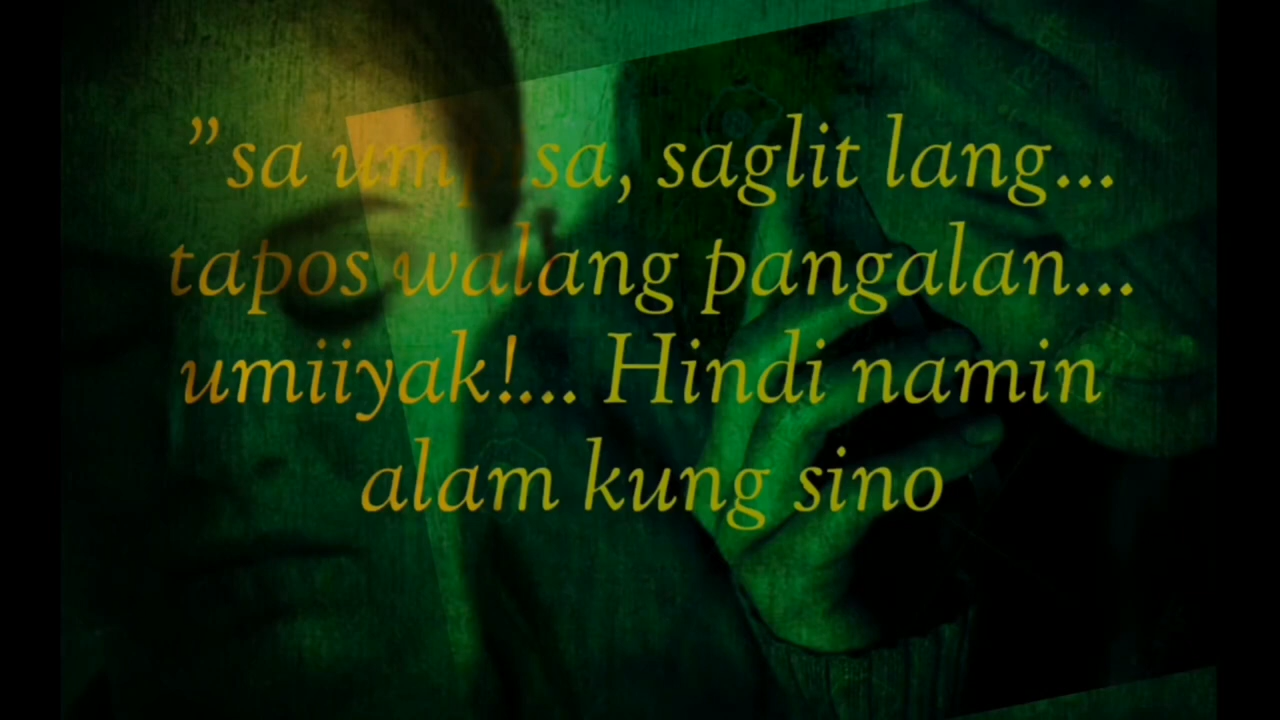 ”sa umpisa, saglit lang...
tapos walang pangalan...
umiiyak!... Hindi namin
alam kung sino